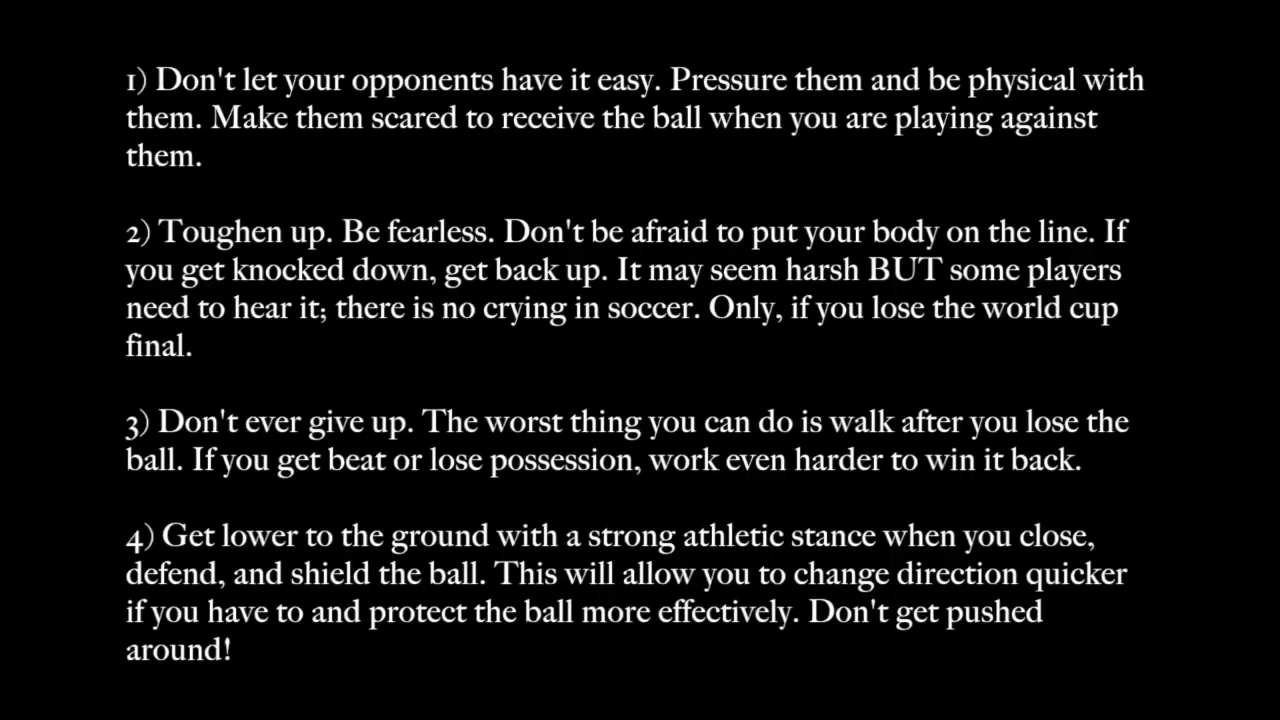 1) Don't let your opponents have it easy. Pressure them and be physical with
them. Make them scared to receive the ball when you are playing against
them.
2) Toughen up. Be fearless. Don't be afraid to put your body on the line. If
you get knocked down, get back up. It may seem harsh BUT some players
need to hear it; there is no crying in soccer. Only, if you lose the world cup
final.
3) Don't ever give up. The worst thing you can do is walk after you lose the
ball. If you get beat or lose possession, work even harder to win it back.
4) Get lower to the ground with a strong athletic stance when you close,
defend, and shield the ball. This will allow you to change direction quicker
if you have to and protect the ball more effectively. Don't get pushed
around!